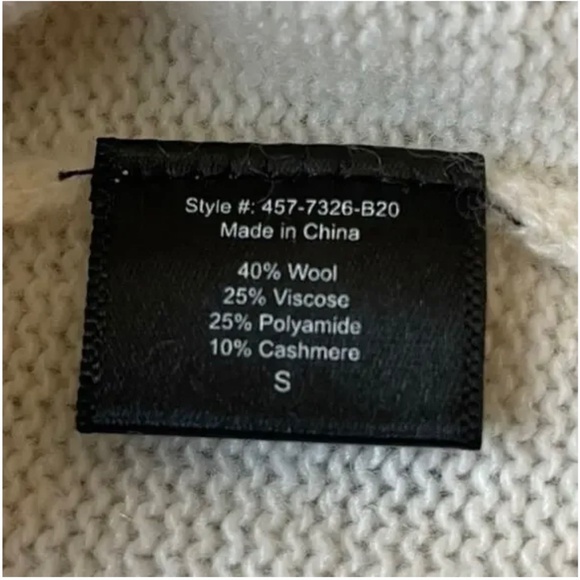 Style #: 457-7326-B20
Made in China
40% Wool
25% Viscose
25% Polyamide
10% Cashmere
S